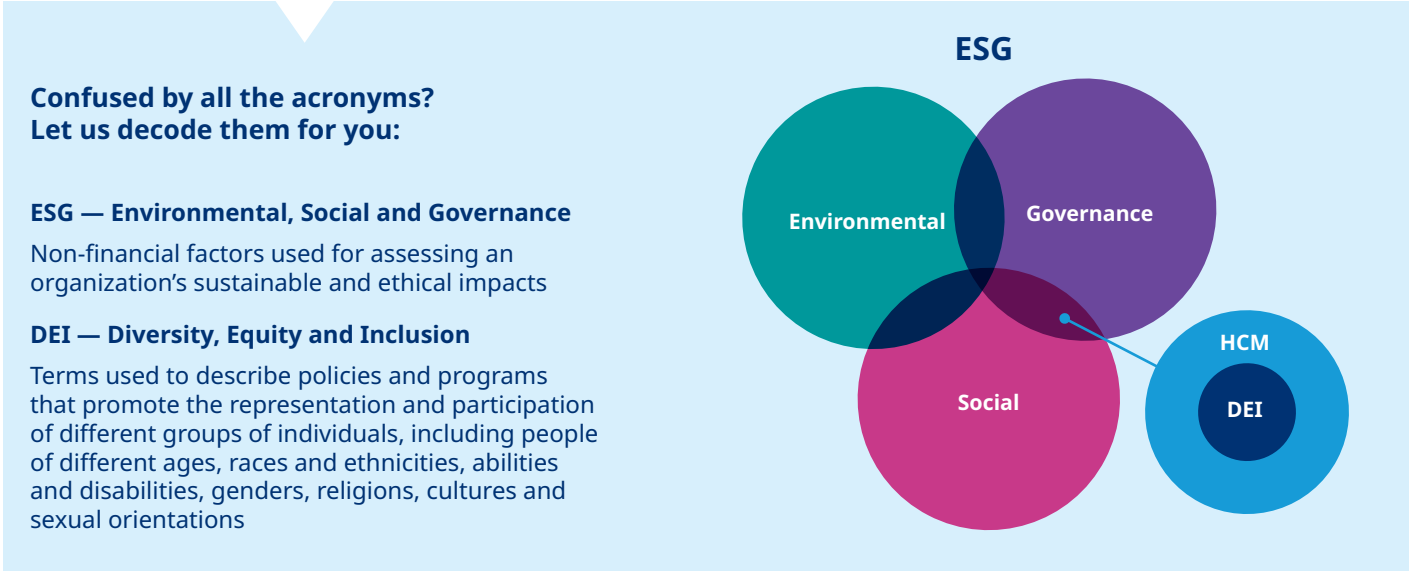 Confused by all the acronyms?
Let us decode them for you:
ESG — Environmental, Social and Governance
Non-financial factors used for assessing an
organization’s sustainable and ethical impacts
DEI — Diversity, Equity and Inclusion
Terms used to describe policies and programs
that promote the representation and participation
of different groups of individuals, including people
of different ages, races and ethnicities, abilities
and disabilities, genders, religions, cultures and
sexual orientations
ESG
Environmental
Governance
Social
HCM
DEI